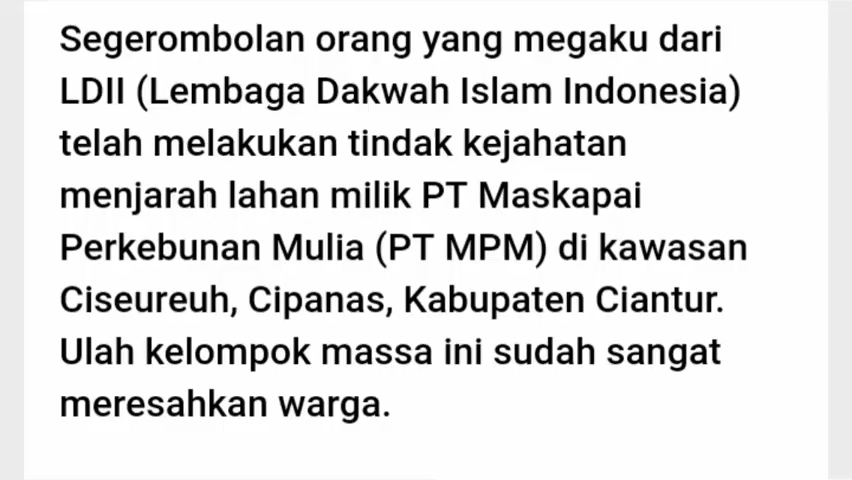 Segerombolan orang yang megaku dari
LDII (Lembaga Dakwah Islam Indonesia)
telah melakukan tindak kejahatan
menjarah lahan milik PT Maskapai
Perkebunan Mulia (PT MPM) di kawasan
Ciseureuh, Cipanas, Kabupaten Ciantur.
Ulah kelompok massa ini sudah sangat
meresahkan warga.